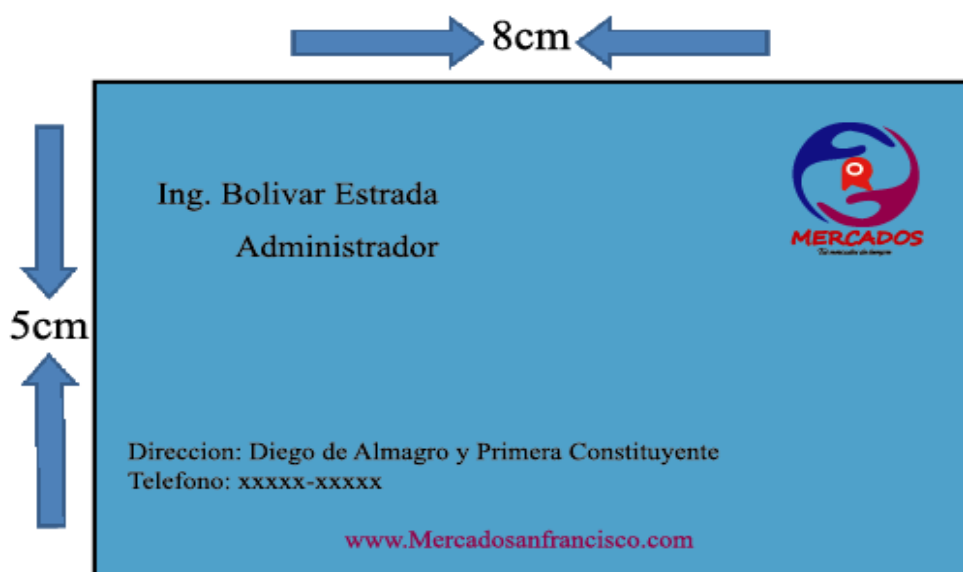 8cm
5cm
Ing. Bolivar Estrada
Administrador
MERCADOS
Direccion: Diego de Almagro y Primera Constituyente
Telefono: xxxxx-xxxxx
www.Mercadosanfrancisco.com